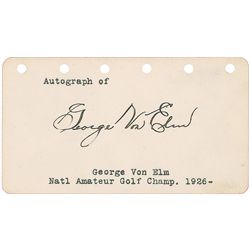 Autograph of
George Von Elm
George Von Elm
Natl Amateur Golf Champ. 1926-